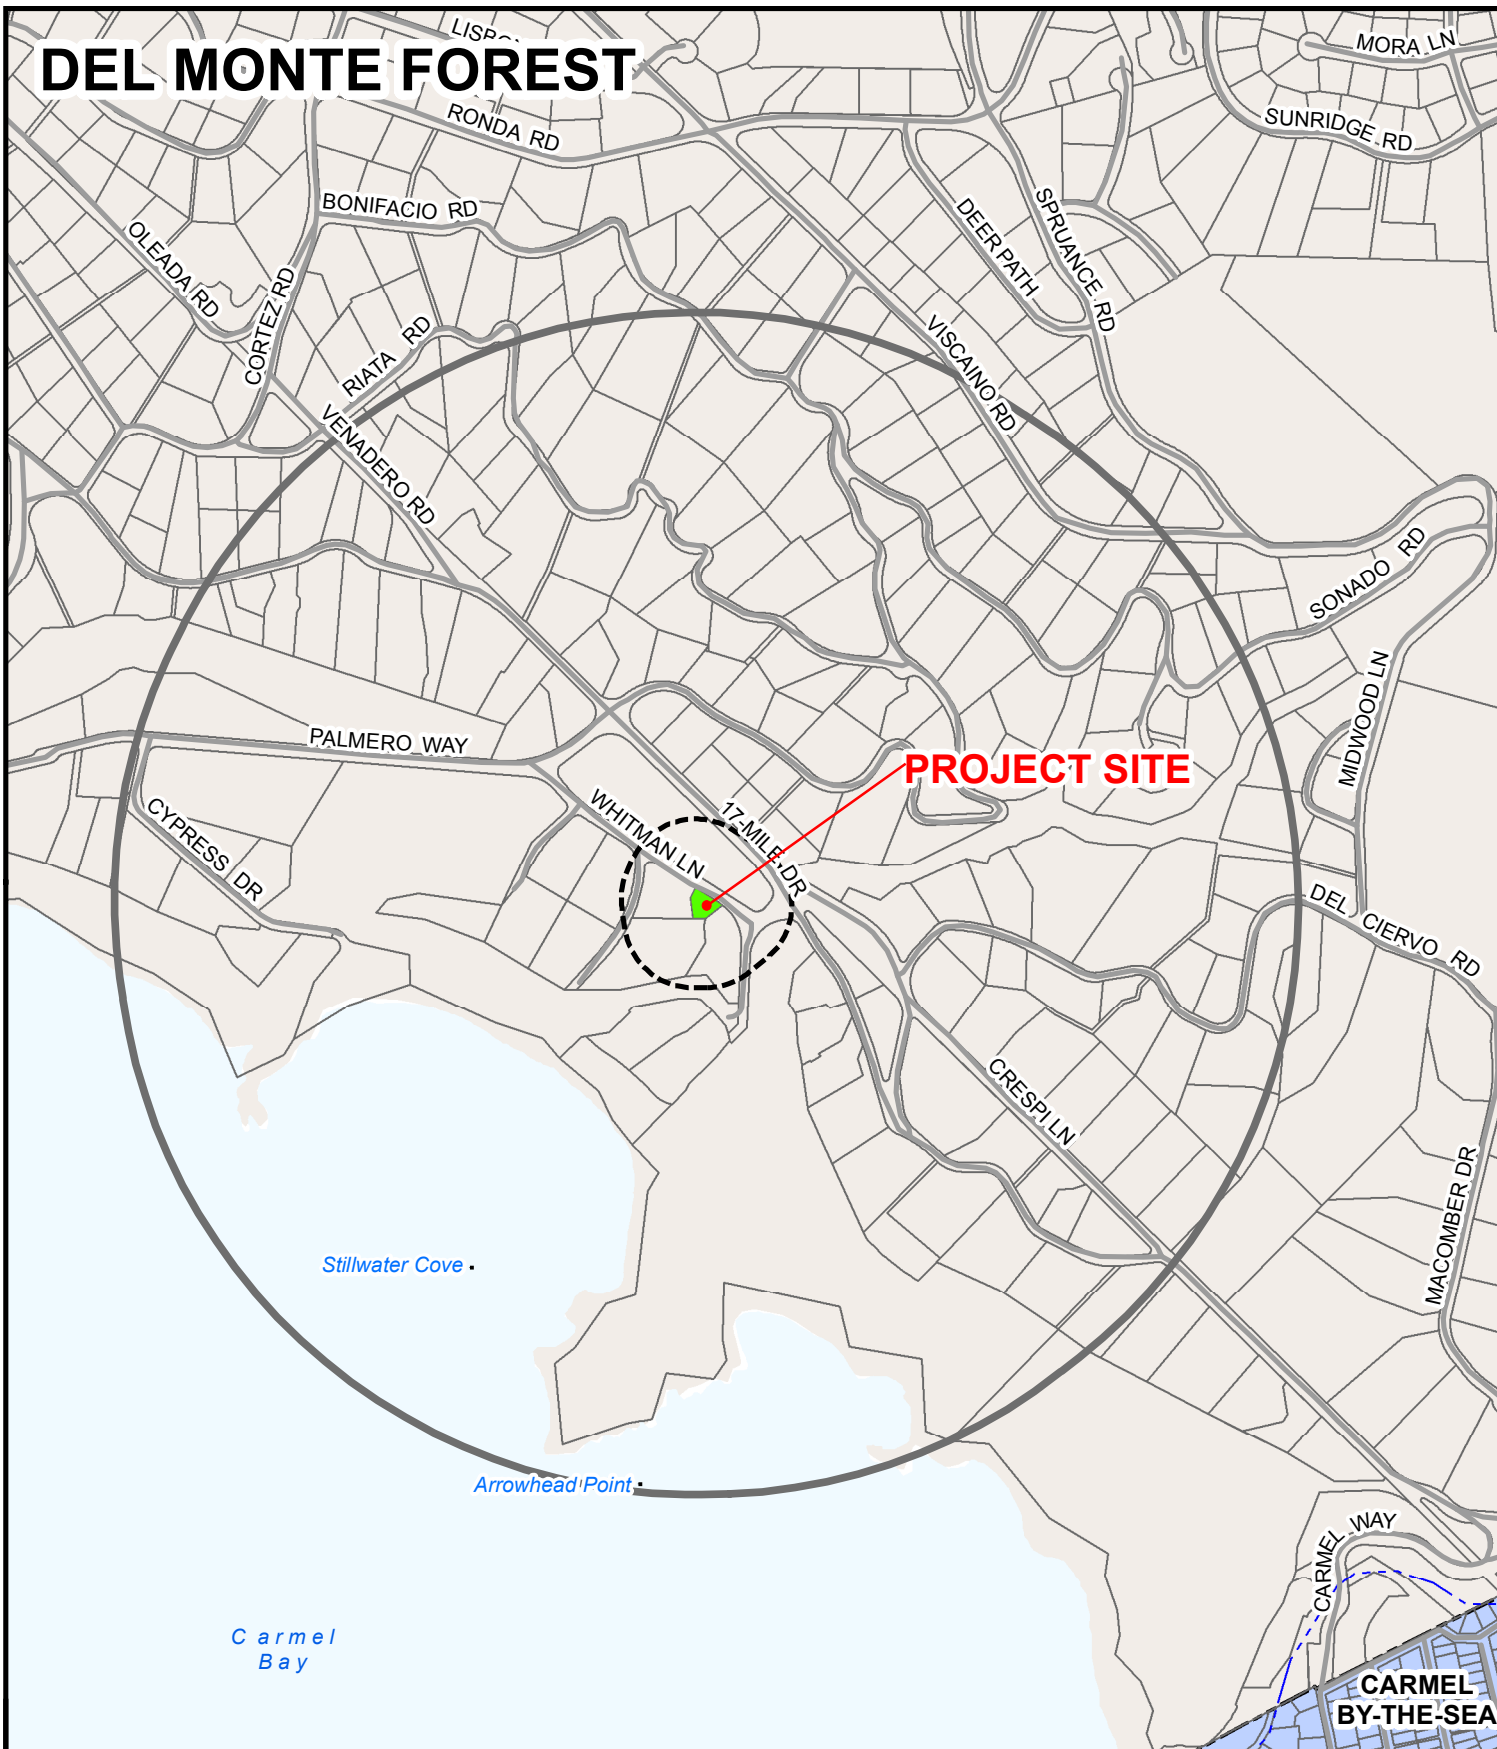 DEL MONTE FOREST
MORA LN
RONDA RD
SUNRIDGE RD
BONIFACIO RD
OLEADA RD
CORTEZ RD
DEER PATH
SPRUANCE RD
RIATA RD
VISCAINO RD
VENADERO RD
SONADO RD
MIDWOOD LN
PALMERO WAY
PROJECT SITE
CYPRESS DR
WHITMAN LN
17-MILE DR
DEL CIERVO RD
CRESPI LN
MACOMBER DR
Stillwater Cove
Arrowhead Point
CARMEL WAY
Carmel
Bay
CARMEL
BY-THE-SEA